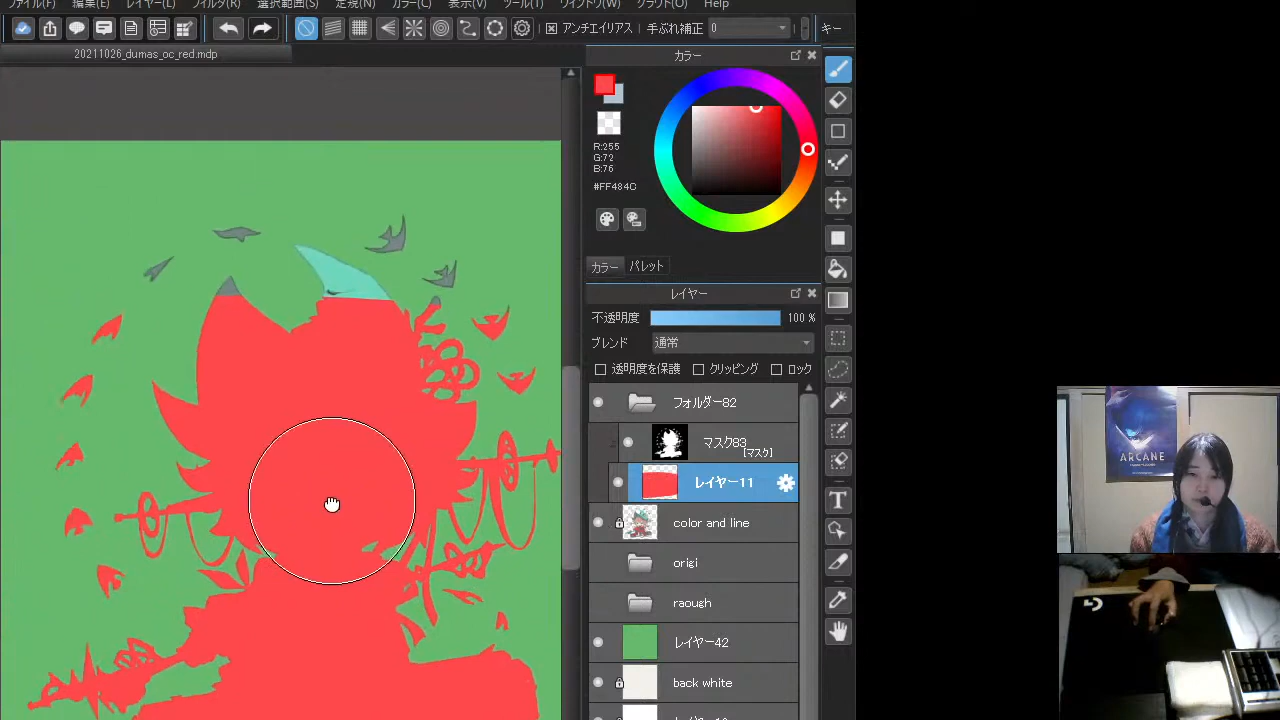 ファイル(F) 編集(E) レイヤー(L) フィルタ(R) 選択範囲(S) 定規(N) カラー(C) 表示(V) ツール(T) ウィンドウ(W) クラウド(O) Help
アンチエイリアス 手ぶれ補正 0 キー
20211026_dumas_oc_red.mdp
カラー
R:255
G:72
B:76
#FF484C
カラー パレット
レイヤー
不透明度 100 %
ブレンド 通常
透明度を保護 クリッピング ロック
フォルダー82
マスク83
[マスク]
レイヤー11
color and line
origi
raough
レイヤー42
back white
T
ARCANE